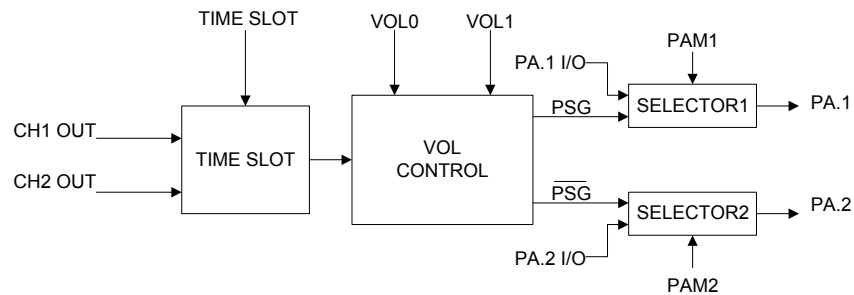 TIME SLOT
VOL0
VOL1
PA.1 I/O
PAM1
CH1 OUT
CH2 OUT
TIME SLOT
VOL
CONTROL
PSG
SELECTOR1
PA.1
P̅S̅G̅
SELECTOR2
PA.2
PA.2 I/O
PAM2